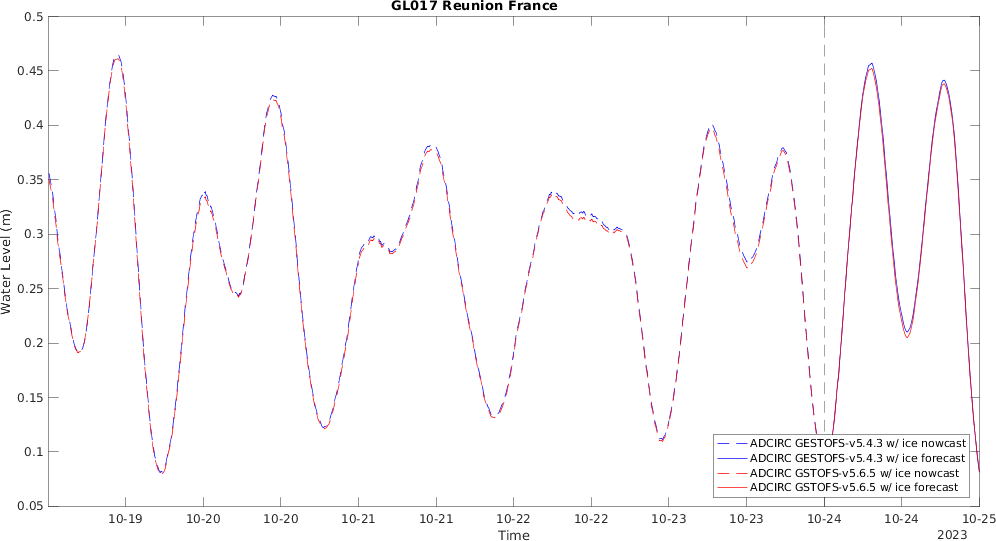 GL017 Reunion France
0.5
0.45
0.4
0.35
0.3
0.25
0.2
0.15
0.1
0.05
Water Level (m)
ADCIRC GESTOFS-v5.4.3 w/ ice nowcast
ADCIRC GESTOFS-v5.4.3 w/ ice forecast
ADCIRC GSTOFS-v5.6.5 w/ ice nowcast
ADCIRC GSTOFS-v5.6.5 w/ ice forecast
10-19 10-20 10-20 10-21 10-21 10-22 10-22 10-23 10-23 10-24 10-24 10-25
Time
2023